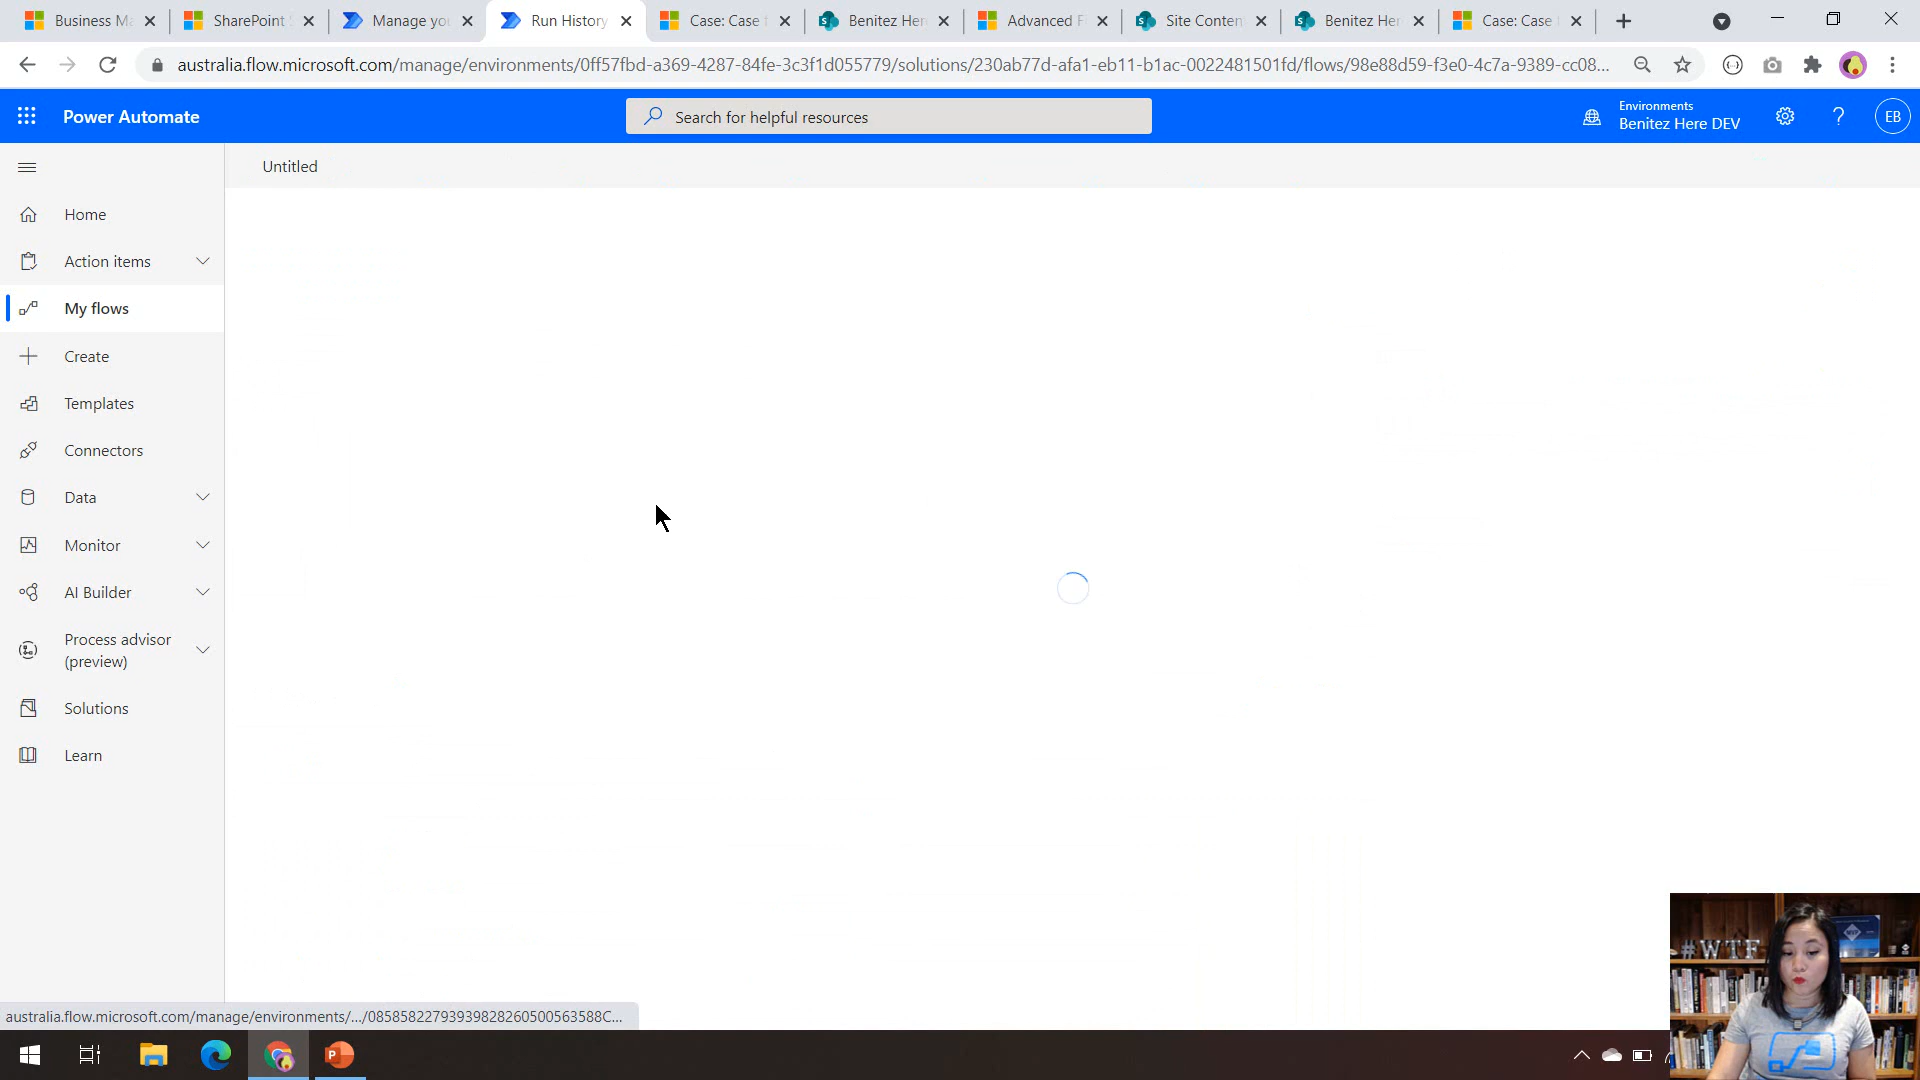 Business Ma
SharePoint S
Manage you
Run History
Case: Case f
Benitez Here
Advanced F
Site Conten
Benitez Her
Case: Case f
australia.flow.microsoft.com/manage/environments/0ff57fbd-a369-4287-84fe-3c3f1d055779/solutions/230ab77d-afa1-eb11-b1ac-0022481501fd/flows/98e88d59-f3e0-4c7a-9389-cc08...
Power Automate
Search for helpful resources
Environments
Benitez Here DEV
?
EB
Untitled
Home
Action items
My flows
Create
Templates
Connectors
Data
Monitor
AI Builder
Process advisor
(preview)
Solutions
Learn
#WTF
australia.flow.microsoft.com/manage/environments/.../08585822793939828260500563588C...